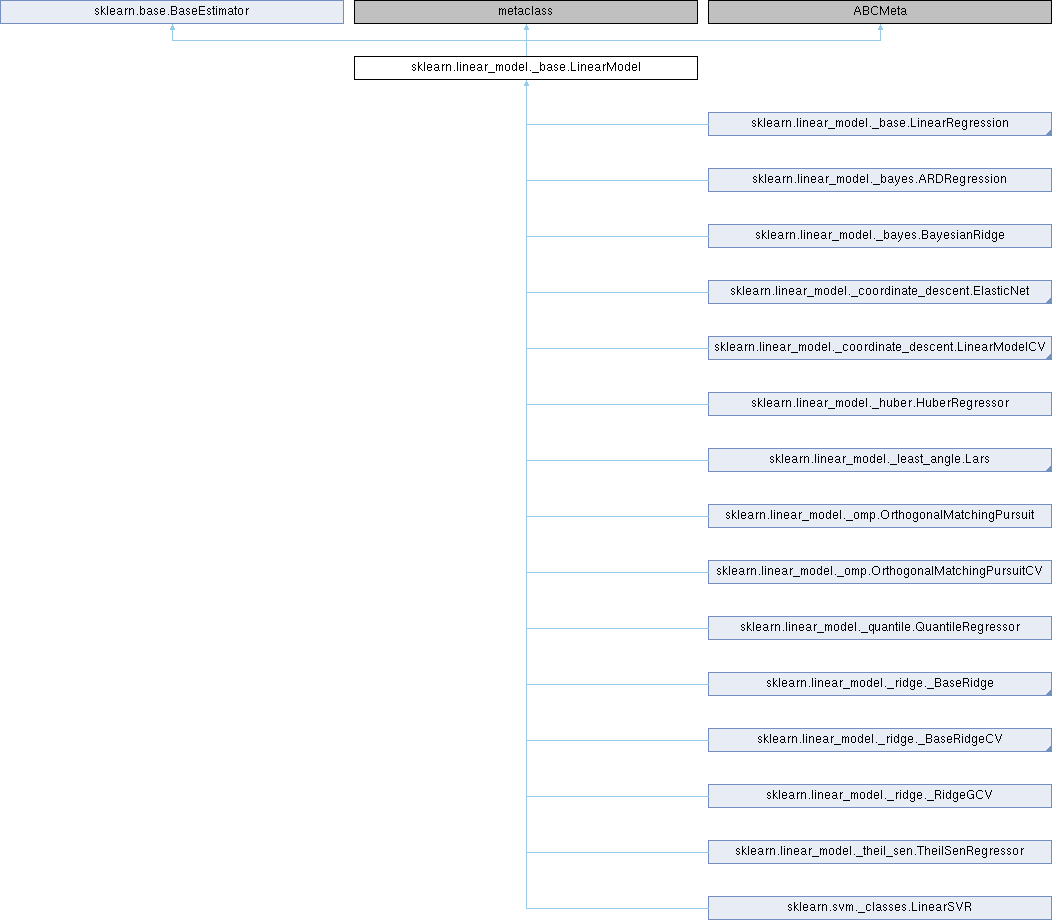 sklearn.base.BaseEstimator
metaclass
ABCMeta
sklearn.linear_model._base.LinearModel
sklearn.linear_model._base.LinearRegression
sklearn.linear_model._bayes.ARDRegression
sklearn.linear_model._bayes.BayesianRidge
sklearn.linear_model._coordinate_descent.ElasticNet
sklearn.linear_model._coordinate_descent.LinearModelCV
sklearn.linear_model._huber.HuberRegressor
sklearn.linear_model._least_angle.Lars
sklearn.linear_model._omp.OrthogonalMatchingPursuit
sklearn.linear_model._omp.OrthogonalMatchingPursuitCV
sklearn.linear_model._quantile.QuantileRegressor
sklearn.linear_model._ridge._BaseRidge
sklearn.linear_model._ridge._BaseRidgeCV
sklearn.linear_model._ridge._RidgeGCV
sklearn.linear_model._theil_sen.TheilSenRegressor
sklearn.svm._classes.LinearSVR